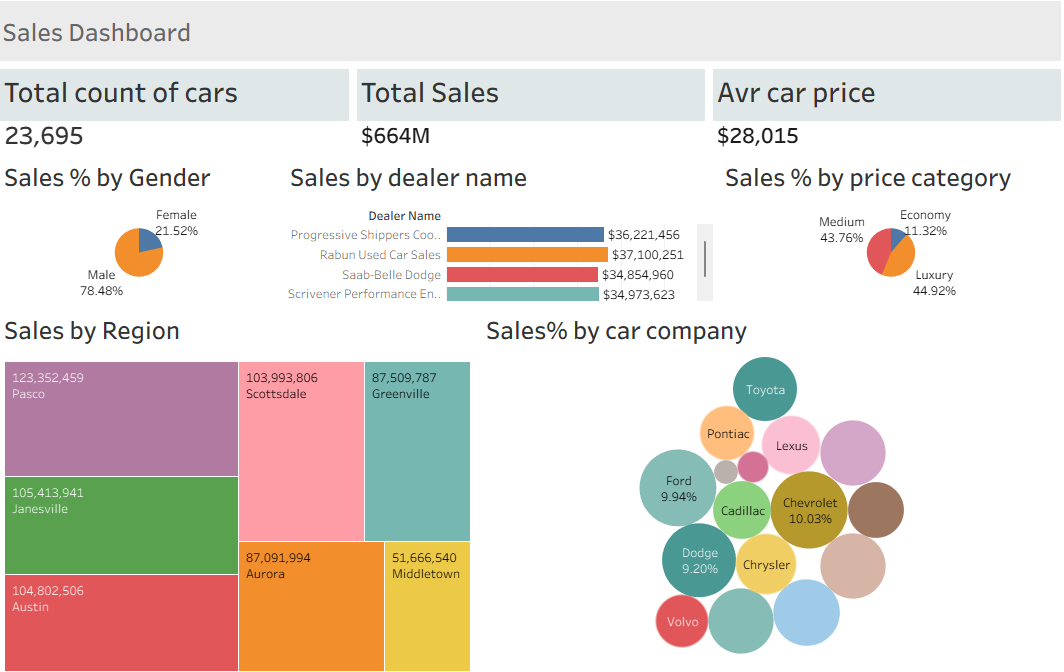 Sales Dashboard
Total count of cars
Total Sales
Avr car price
23,695
$664M
$28,015
Sales % by Gender
Sales by dealer name
Sales % by price category
Female
21.52%
Male
78.48%
Dealer Name
Progressive Shippers Coo.. $36,221,456
Rabun Used Car Sales $37,100,251
Saab-Belle Dodge $34,854,960
Scrivener Performance En.. $34,973,623
Medium
43.76%
Economy
11.32%
Luxury
44.92%
Sales by Region
Sales% by car company
123,352,459
Pasco
103,993,806
Scottsdale
87,509,787
Greenville
105,413,941
Janesville
104,802,506
Austin
87,091,994
Aurora
51,666,540
Middletown
Toyota
Pontiac
Lexus
Ford
9.94%
Cadillac
Chevrolet
10.03%
Dodge
9.20%
Chrysler
Volvo